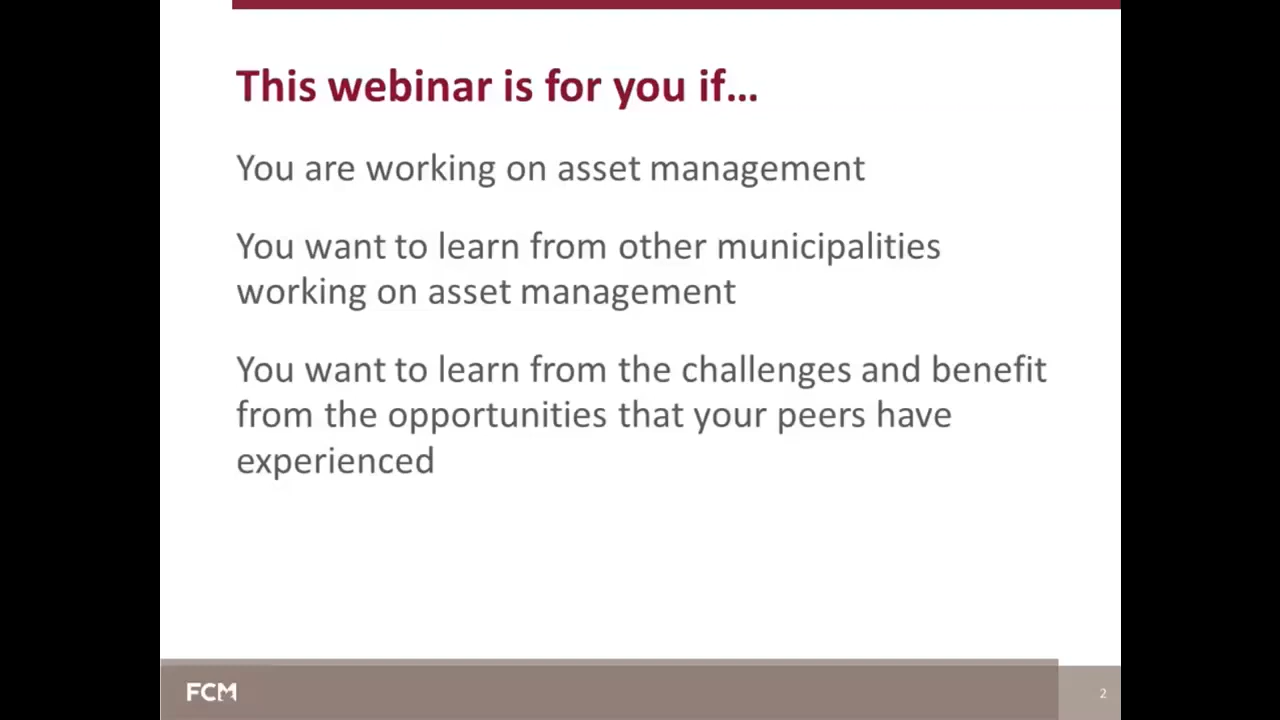 This webinar is for you if...
You are working on asset management
You want to learn from other municipalities
working on asset management
You want to learn from the challenges and benefit
from the opportunities that your peers have
experienced
FCM
2